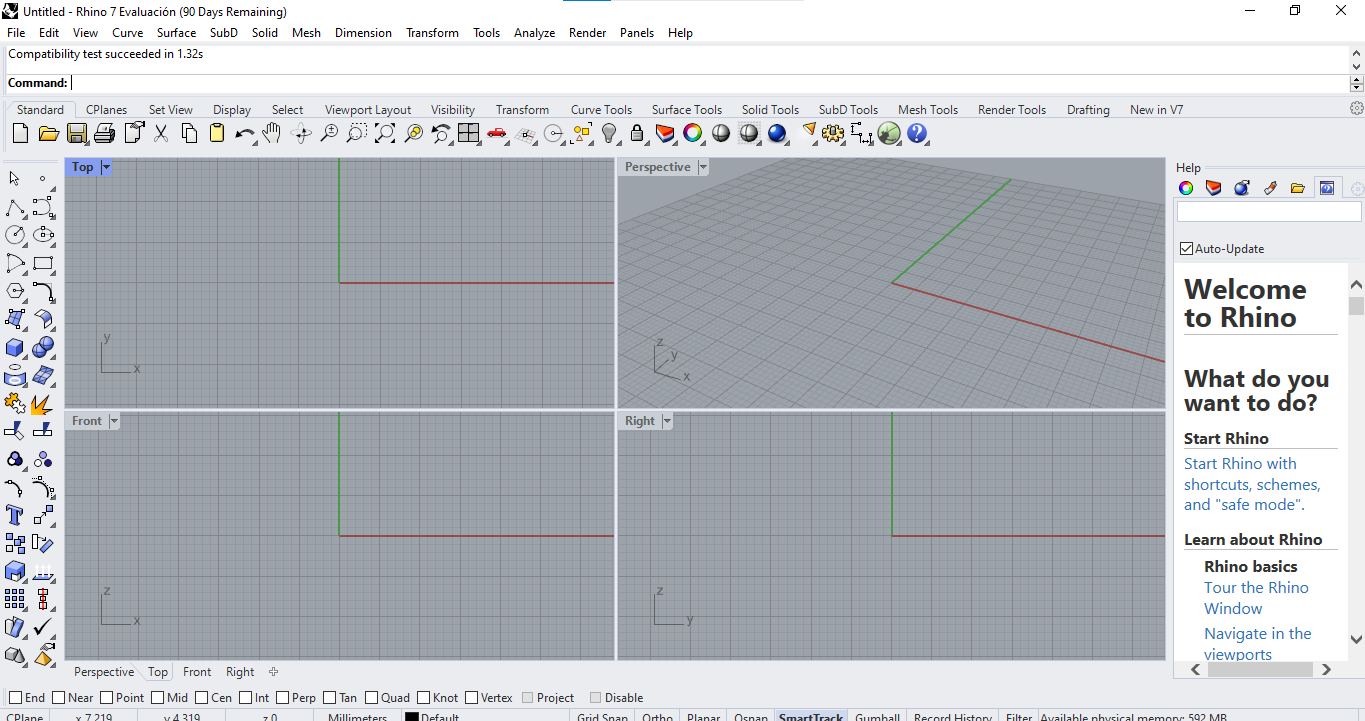 Untitled - Rhino 7 Evaluación (90 Days Remaining)
File Edit View Curve Surface SubD Solid Mesh Dimension Transform Tools Analyze Render Panels Help
Compatibility test succeeded in 1.32s
Command:
Standard CPlanes Set View Display Select Viewport Layout Visibility Transform Curve Tools Surface Tools Solid Tools SubD Tools Mesh Tools Render Tools Drafting New in V7
Top
y
x
Perspective
z
y
x
Front
z
x
Right
z
y
Help
Auto-Update
Welcome
to Rhino
What do you
want to do?
Start Rhino
Start Rhino with
shortcuts, schemes,
and "safe mode".
Learn about Rhino
Rhino basics
Tour the Rhino
Window
Navigate in the
viewports
Perspective Top Front Right
End Near Point Mid Cen Int Perp Tan Quad Knot Vertex Project Disable
CPlane x 7.219 y 4.319 z 0 Millimeters Default Grid Snap Ortho Planar Osnap SmartTrack Gumball Record History Filter Available physical memory: 592 MB